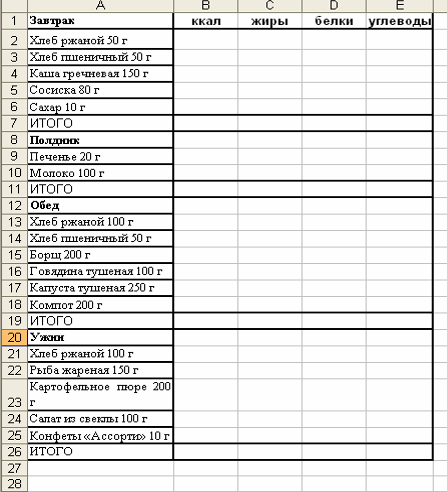 A B C D E
1 Завтрак ккал жиры белки углеводы
2 Хлеб ржаной 50 г
3 Хлеб пшеничный 50 г
4 Каша гречневая 150 г
5 Сосиска 80 г
6 Сахар 10 г
7 ИТОГО
8 Полдник
9 Печенье 20 г
10 Молоко 100 г
11 ИТОГО
12 Обед
13 Хлеб ржаной 100 г
14 Хлеб пшеничный 50 г
15 Борщ 200 г
16 Говядина тушеная 100 г
17 Капуста тушеная 250 г
18 Компот 200 г
19 ИТОГО
20 Ужин
21 Хлеб ржаной 100 г
22 Рыба жареная 150 г
Картофельное пюре 200
23 г
24 Салат из свеклы 100 г
25 Конфеты «Ассорти» 10 г
26 ИТОГО
27
28